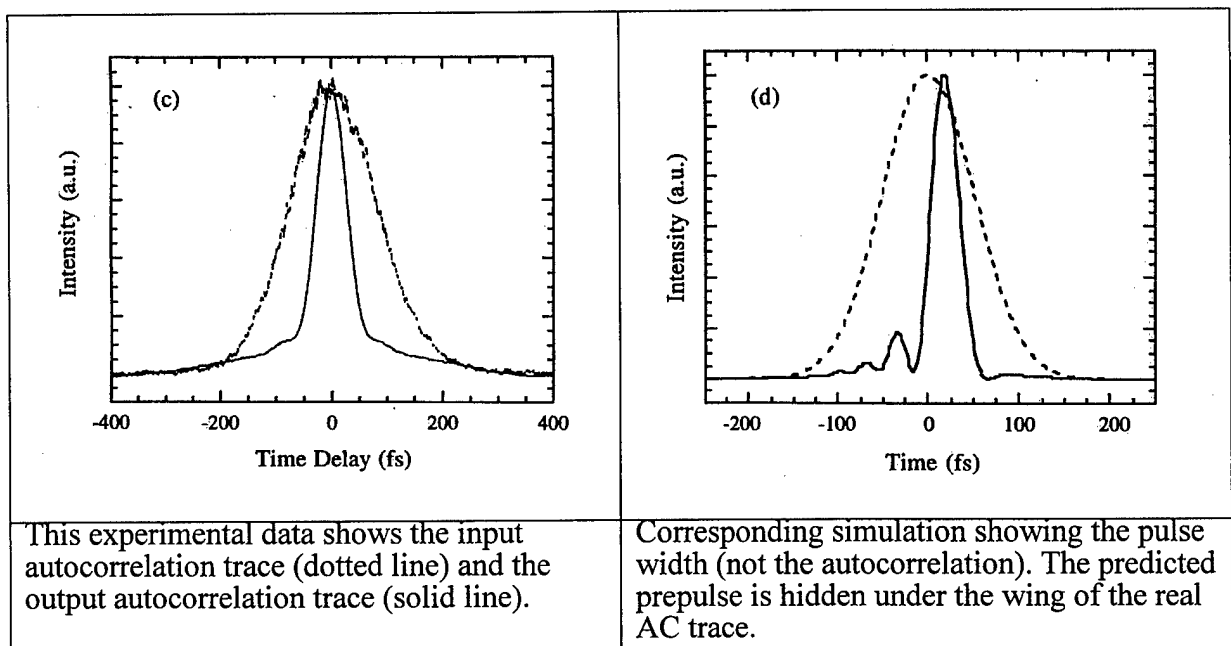 (c)
Intensity (a.u.)
-400 -200 0 200 400
Time Delay (fs)
(d)
Intensity (a.u.)
-200 -100 0 100 200
Time (fs)
This experimental data shows the input
autocorrelation trace (dotted line) and the
output autocorrelation trace (solid line).
Corresponding simulation showing the pulse
width (not the autocorrelation). The predicted
prepulse is hidden under the wing of the real
AC trace.